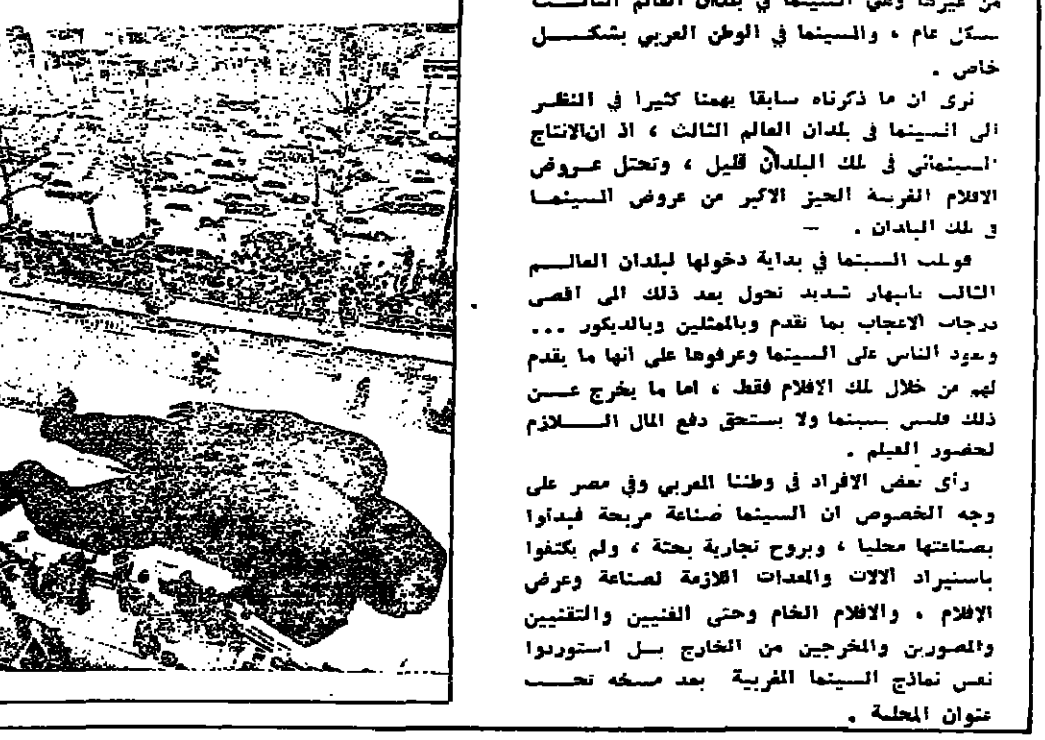 من غيرها وعلى السينما في بلدان العالم الثالث
بشكل عام ، والسينما في الوطن العربي بشكل
خاص .
نرى ان ما ذكرناه سابقا يهمنا كثيرا في النظر
الى السينما في بلدان العالم الثالث ، اذ ان الانتاج
السينمائي في تلك البلدان قليل ، وتحتل عروض
الافلام الغربية الحيز الاكبر من عروض السينما
في تلك البلدان . —
قوبلت السينما في بداية دخولها لبلدان العالم
الثالث بانبهار شديد تحول بعد ذلك الى اقصى
درجات الاعجاب بما تقدم وبالممثلين وبالديكور ...
وتعود الناس على السينما وعرفوها على انها ما يقدم
لهم من خلال تلك الافلام فقط ، اما ما يخرج عن
ذلك فليس بسينما ولا يستحق دفع المال اللازم
لحضور الفيلم .
رأى بعض الافراد في وطننا العربي وفي مصر على
وجه الخصوص ان السينما صناعة مربحة فبدأوا
بصناعتها محليا ، وبروح تجارية بحتة ، ولم يكتفوا
باستيراد الالات والمعدات اللازمة لصناعة وعرض
الافلام ، والافلام الخام وحتى الفنيين والتقنيين
والمصورين والمخرجين من الخارج بل استوردوا
نفس نماذج السينما الغربية بعد مسخه تحت
عنوان المحلية .